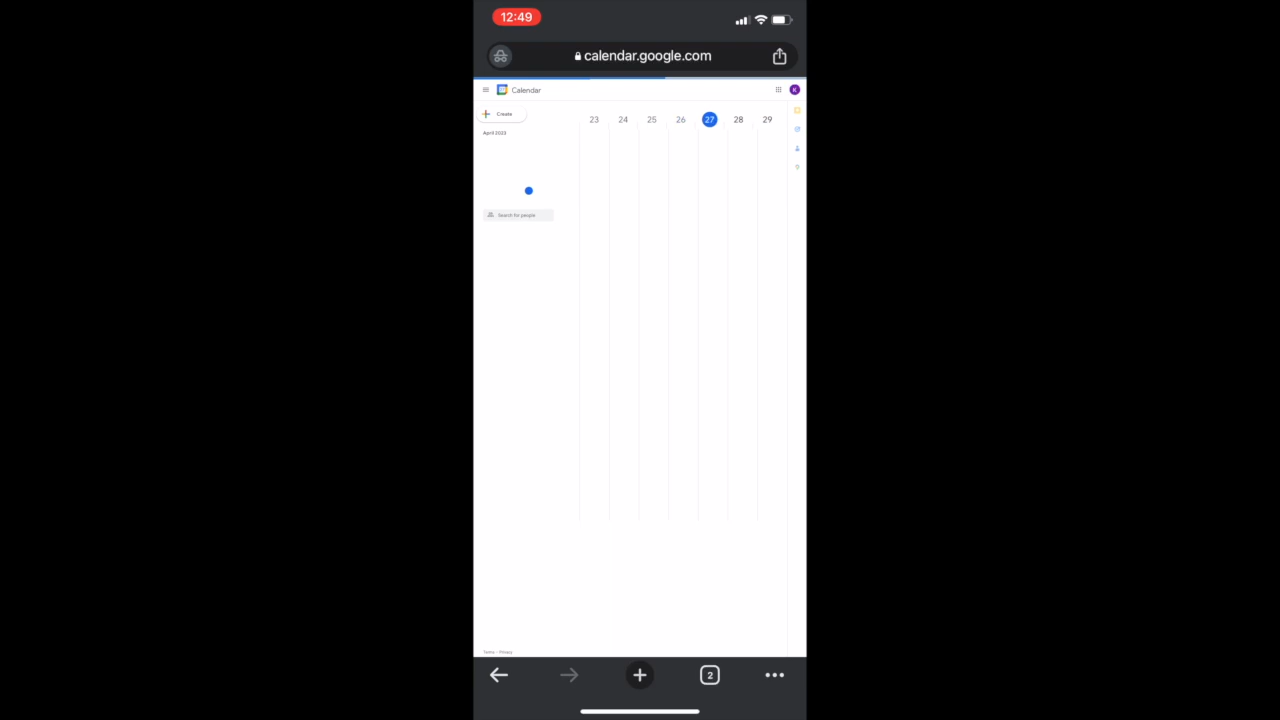 12:49
calendar.google.com
Calendar
K
Create
23 24 25 26 27 28 29
April 2023
Search for people
Terms - Privacy
2